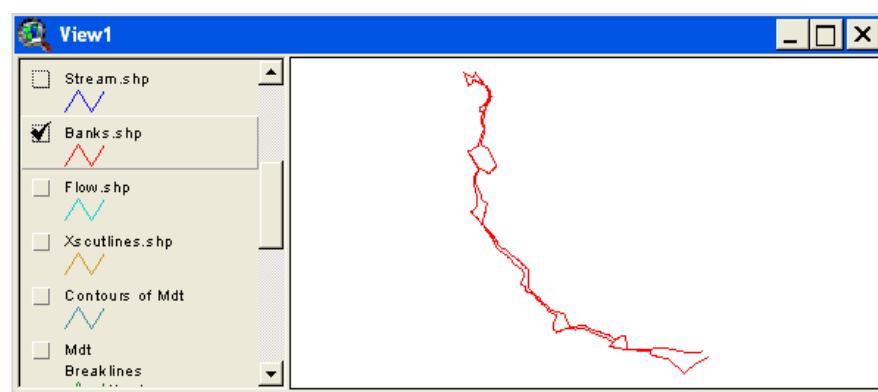 View1
Stream.shp
Banks.shp
Flow.shp
Xscutlines.shp
Contours of Mdt
Mdt
Breaklines